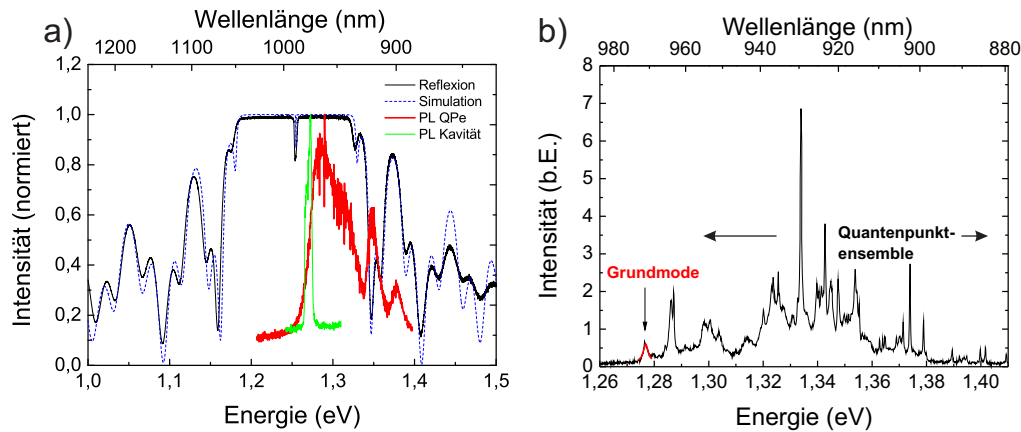 a)
Wellenlänge (nm)
1200 1100 1000 900
Intensität (normiert)
1,2
1,0
0,8
0,6
0,4
0,2
0,0
Reflexion
Simulation
PL QPe
PL Kavität
1,0 1,1 1,2 1,3 1,4 1,5
Energie (eV)
b)
Wellenlänge (nm)
980 960 940 920 900 880
Intensität (b.E.)
8
7
6
5
4
3
2
1
0
Grundmode
Quantenpunkt-
ensemble
1,26 1,28 1,30 1,32 1,34 1,36 1,38 1,40
Energie (eV)